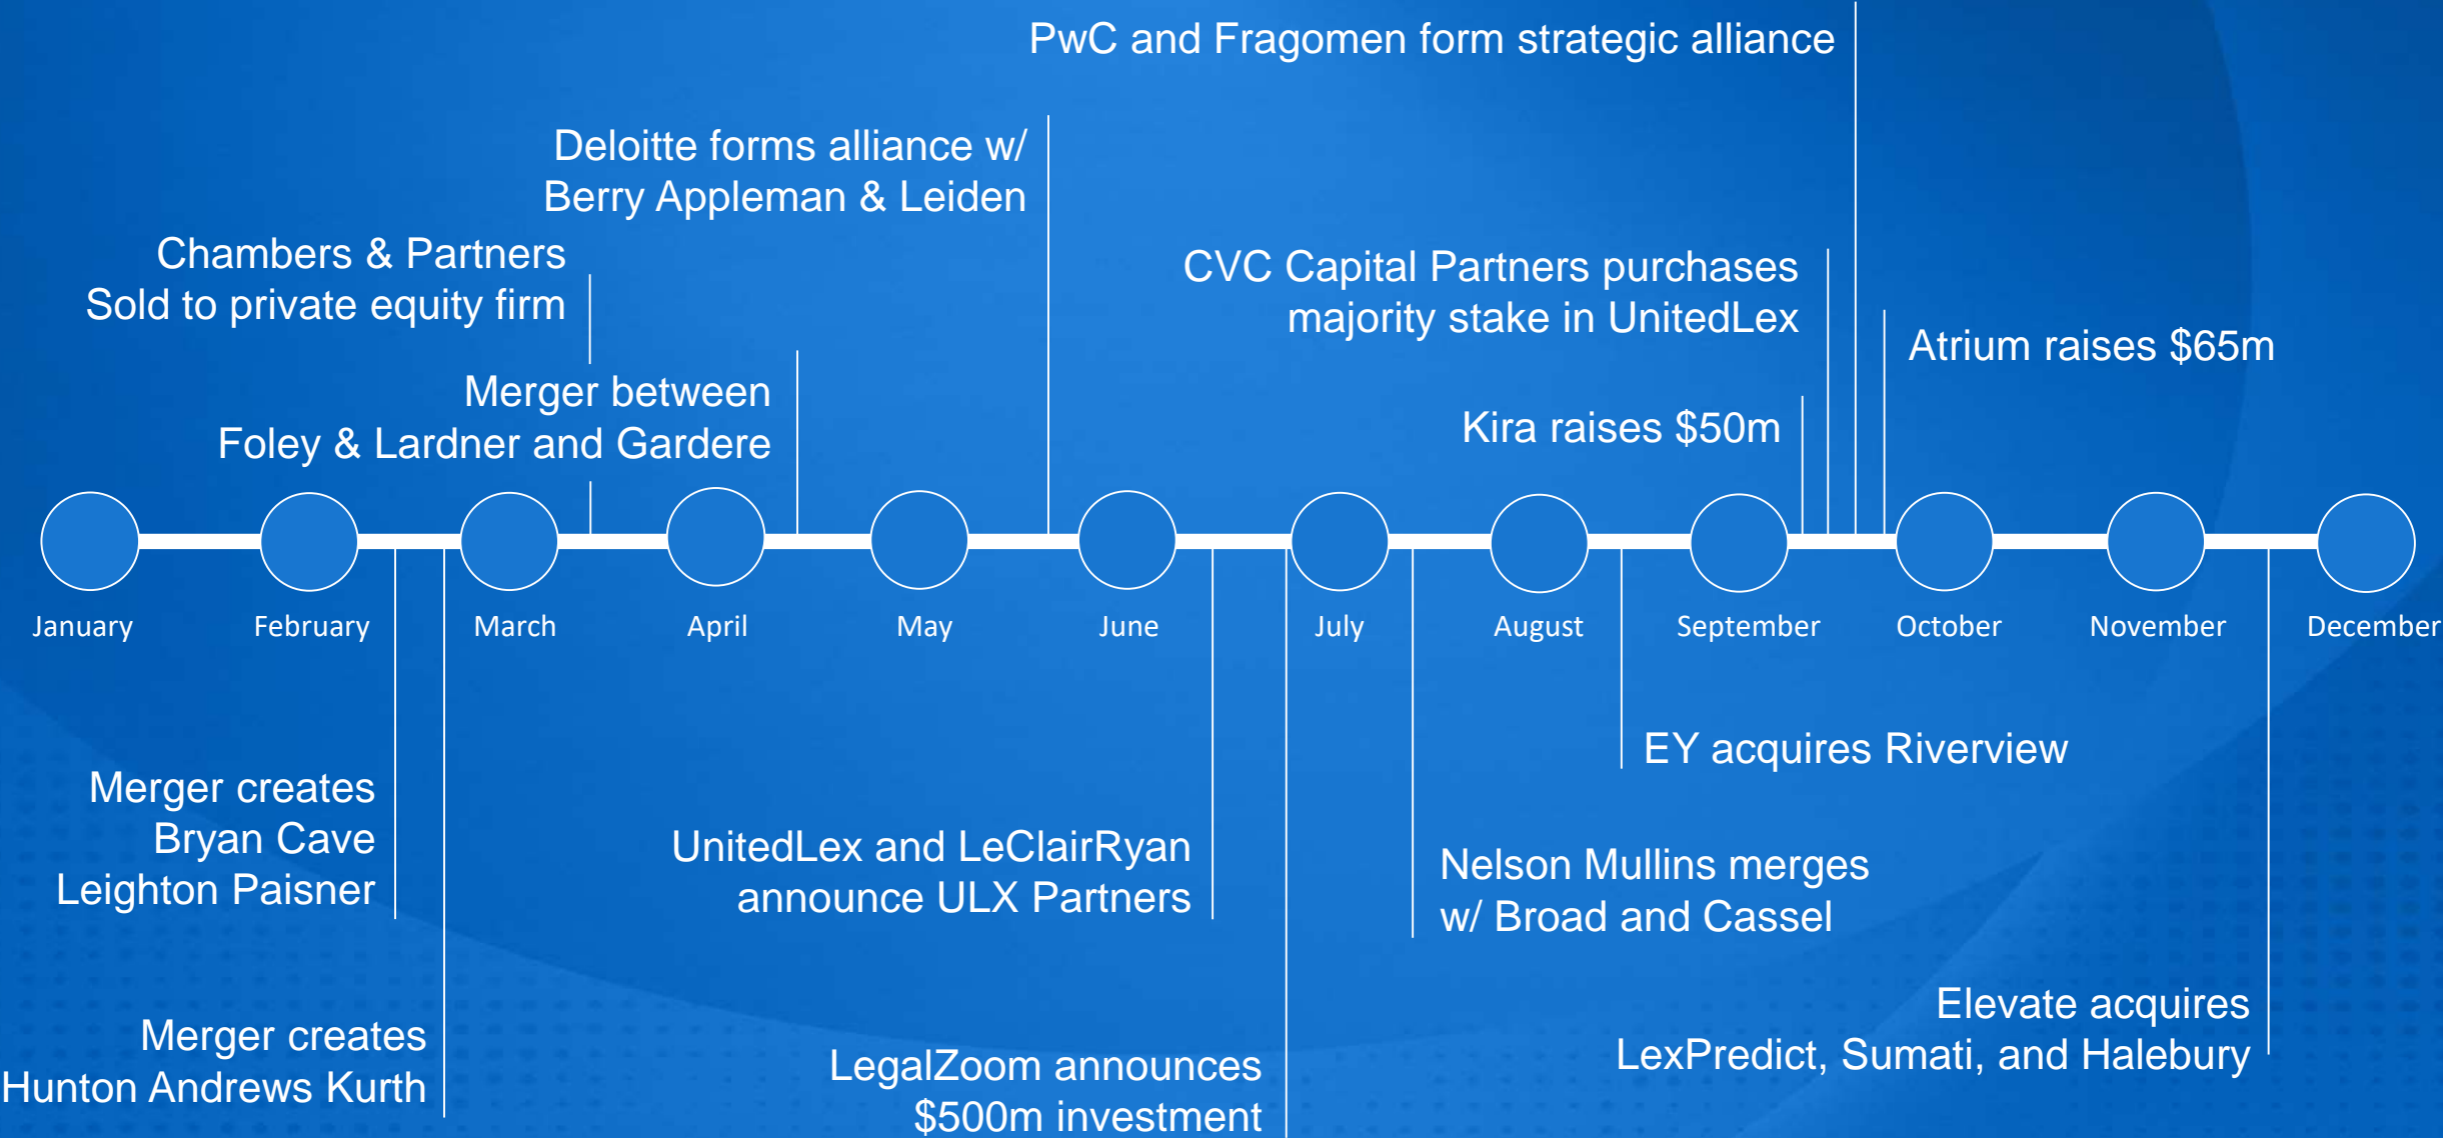 PwC and Fragomen form strategic alliance
Deloitte forms alliance w/
Berry Appleman & Leiden
Chambers & Partners
Sold to private equity firm
CVC Capital Partners purchases
majority stake in UnitedLex
Atrium raises $65m
Merger between
Foley & Lardner and Gardere
Kira raises $50m
January
February
March
April
May
June
July
August
September
October
November
December
Merger creates
Bryan Cave
Leighton Paisner
EY acquires Riverview
UnitedLex and LeClairRyan
announce ULX Partners
Nelson Mullins merges
w/ Broad and Cassel
Merger creates
Hunton Andrews Kurth
LegalZoom announces
$500m investment
Elevate acquires
LexPredict, Sumati, and Halebury